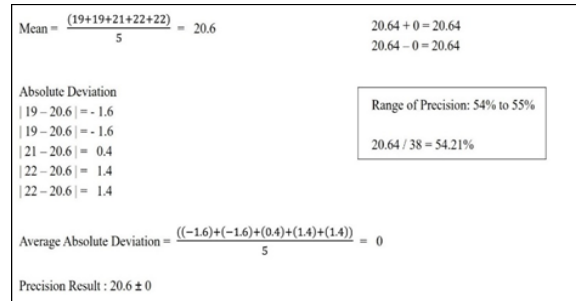 Mean = (19+19+21+22+22) / 5 = 20.6
20.64 + 0 = 20.64
20.64 – 0 = 20.64
Absolute Deviation
| 19 – 20.6 | = - 1.6
| 19 – 20.6 | = - 1.6
| 21 – 20.6 | = 0.4
| 22 – 20.6 | = 1.4
| 22 – 20.6 | = 1.4
Range of Precision: 54% to 55%
20.64 / 38 = 54.21%
Average Absolute Deviation = ((−1.6)+(−1.6)+(0.4)+(1.4)+(1.4)) / 5 = 0
Precision Result : 20.6 ± 0